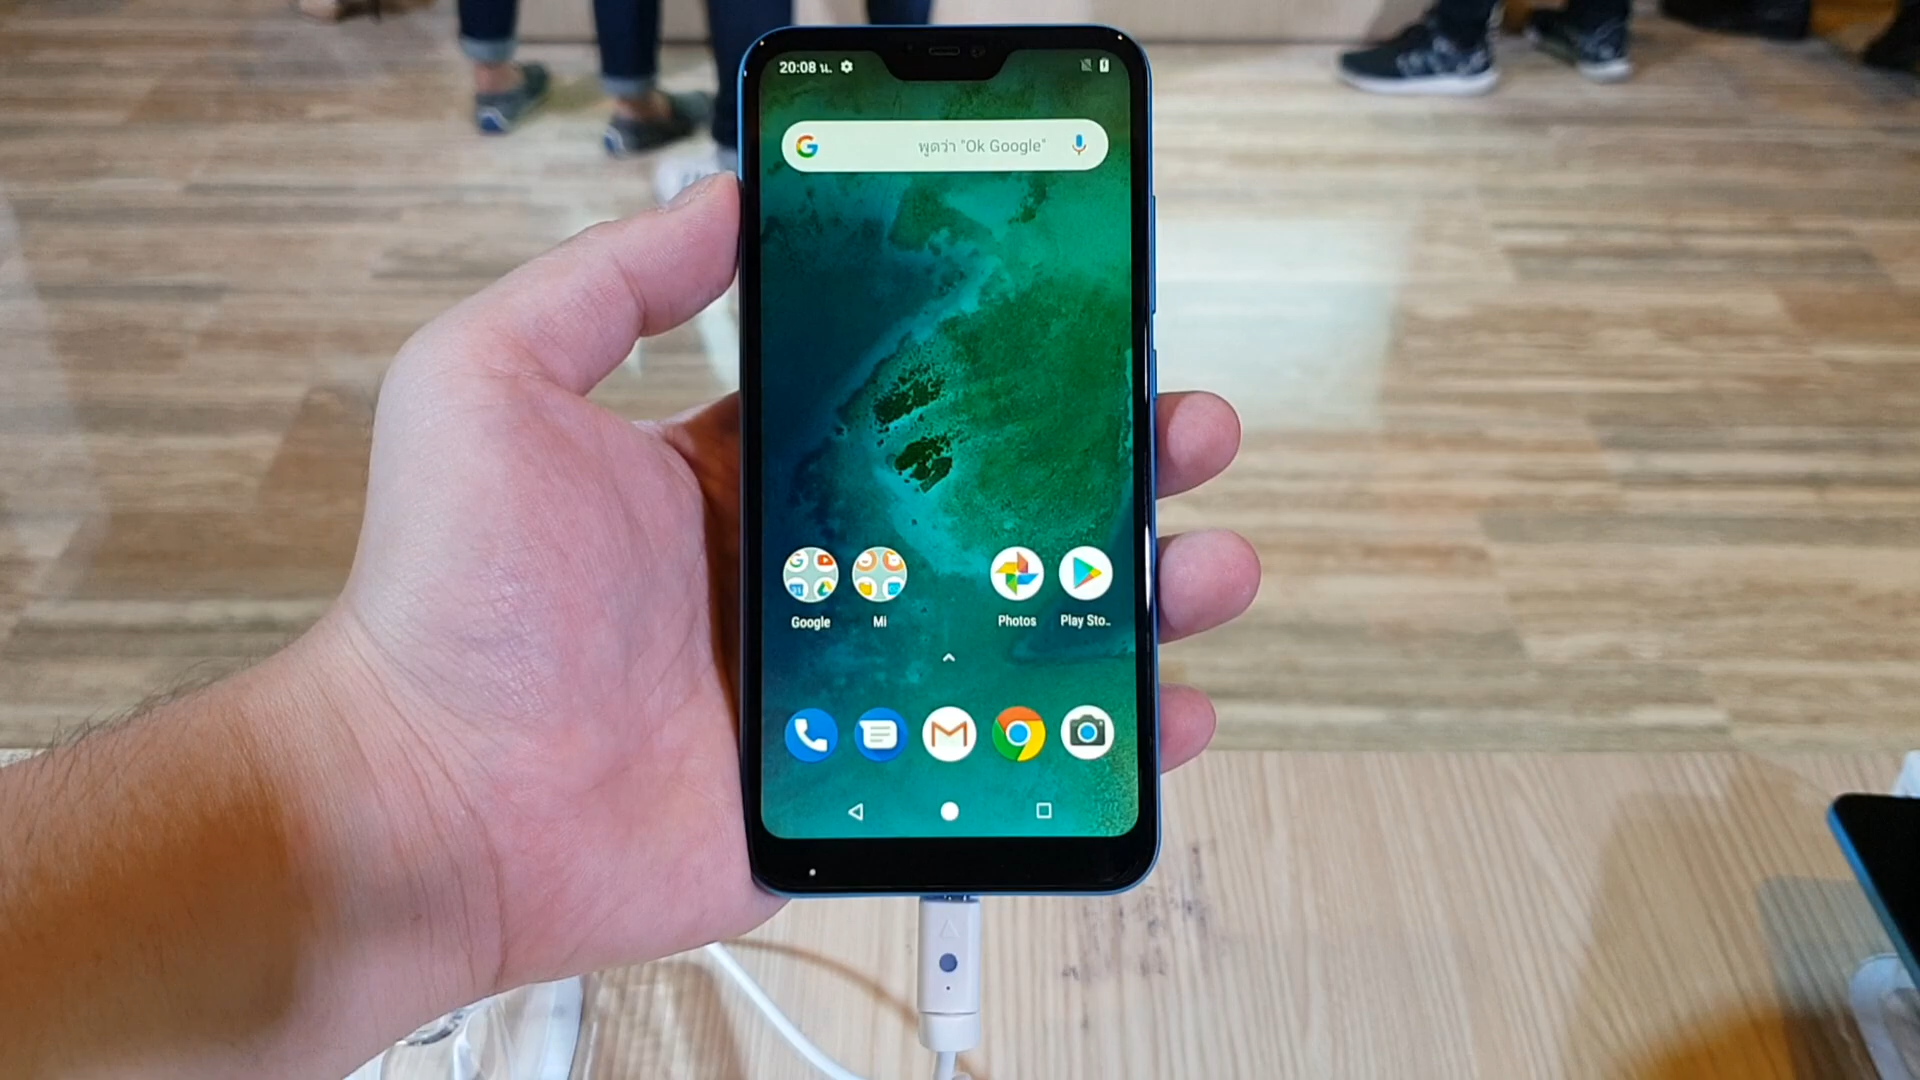 20:08 น.
พูดว่า "Ok Google"
Google
Mi
Photos
Play Sto..